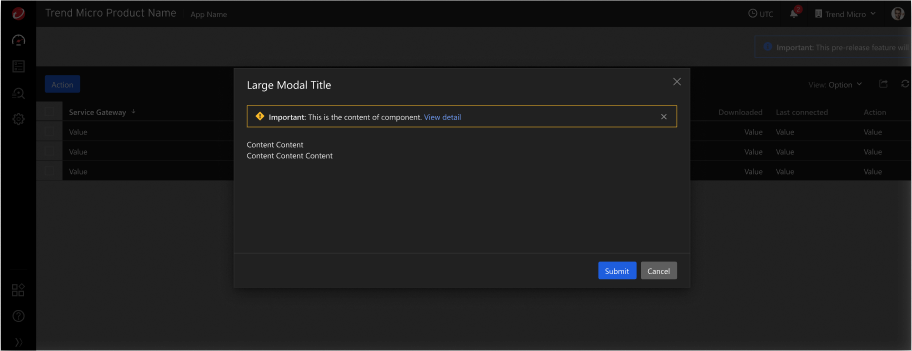 Trend Micro Product Name App Name
UTC
Trend Micro
Important: This pre-release feature will
Action
View: Option
Service Gateway
Downloaded Last connected Action
Value Value Value Value
Value Value Value Value
Value Value Value Value
Large Modal Title
Important: This is the content of component. View detail
Content Content
Content Content Content
Submit Cancel